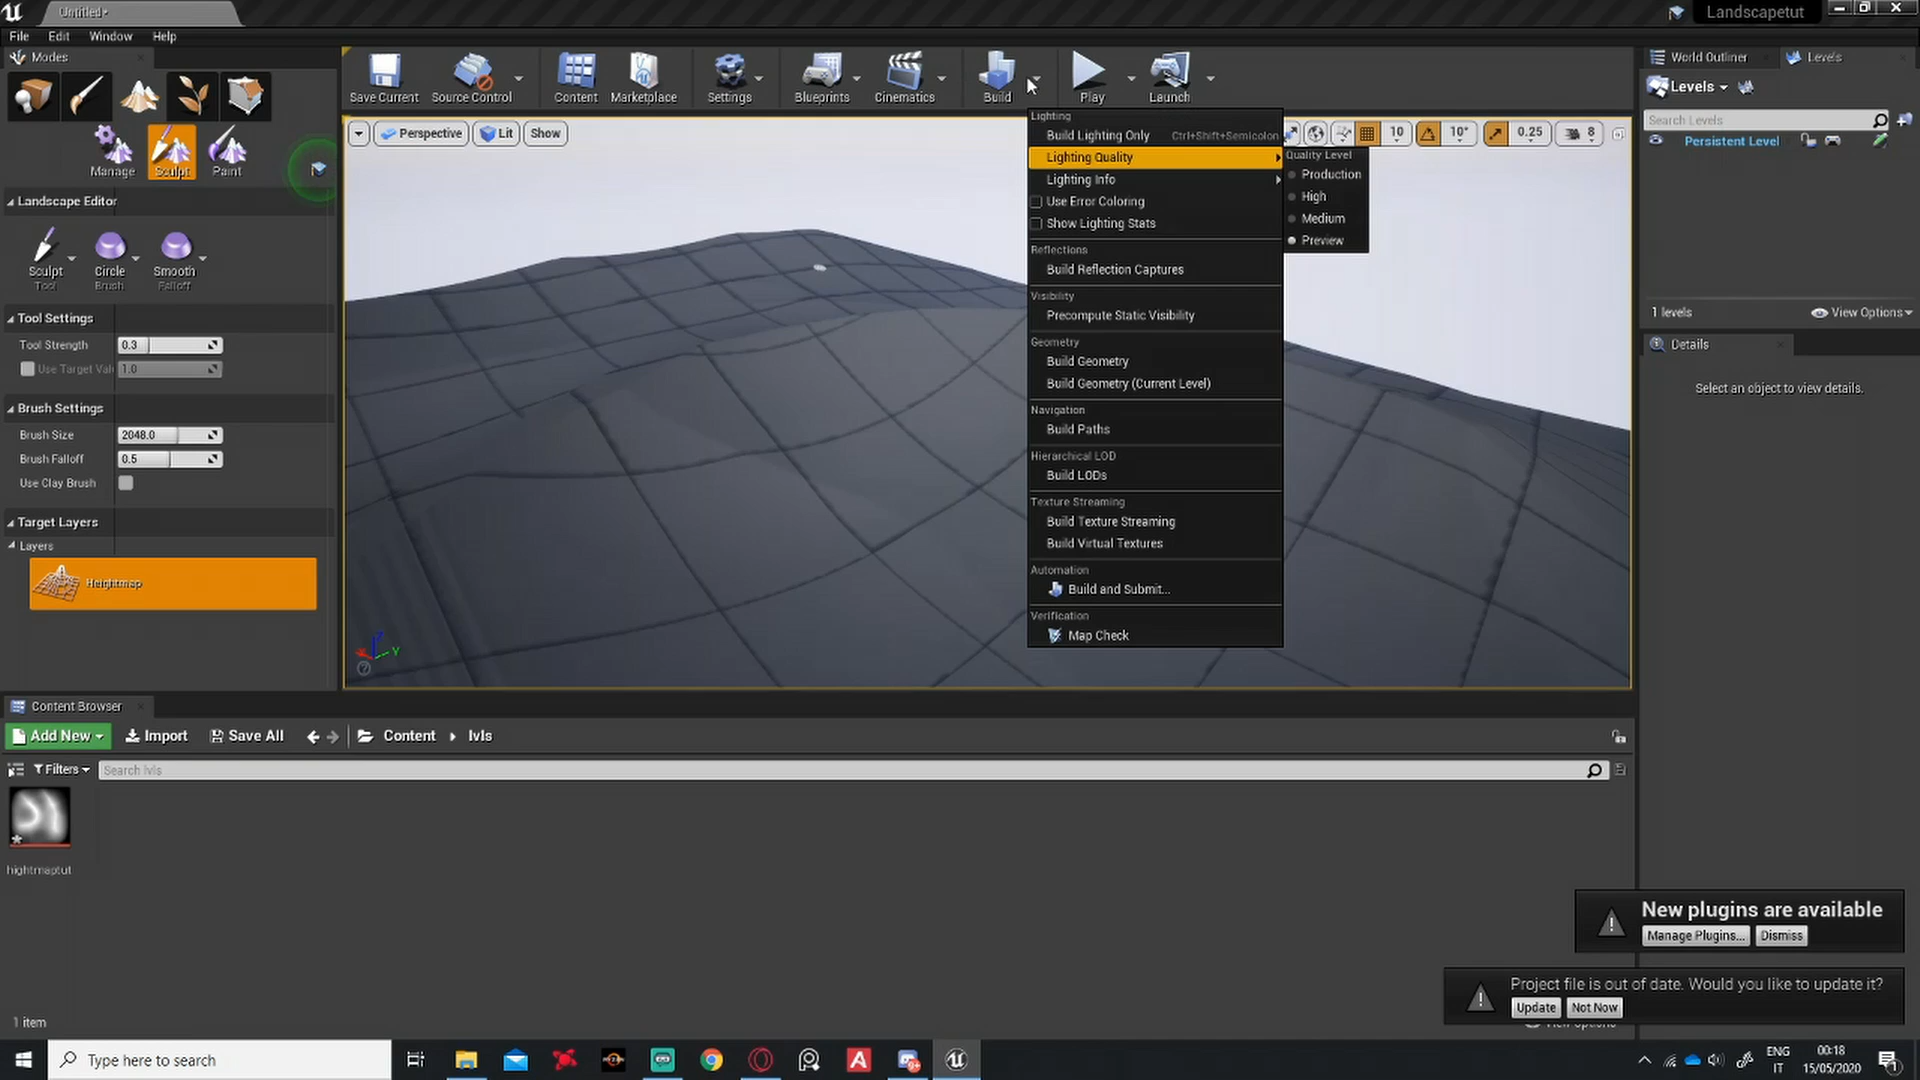 Untitled*
Landscapetut
File Edit Window Help
Modes
Manage Sculpt Paint
Landscape Editor
Sculpt Circle Smooth
Tool Brush Falloff
Tool Settings
Tool Strength 0.3
Use Target Val 1.0
Brush Settings
Brush Size 2048.0
Brush Falloff 0.5
Use Clay Brush
Target Layers
Layers
Heightmap
Save Current Source Control Content Marketplace Settings Blueprints Cinematics Build Play Launch
Perspective Lit Show
10 10° 0.25 8
Lighting
Build Lighting Only Ctrl+Shift+Semicolon
Lighting Quality
Lighting Info
Use Error Coloring
Show Lighting Stats
Reflections
Build Reflection Captures
Visibility
Precompute Static Visibility
Geometry
Build Geometry
Build Geometry (Current Level)
Navigation
Build Paths
Hierarchical LOD
Build LODs
Texture Streaming
Build Texture Streaming
Build Virtual Textures
Automation
Build and Submit...
Verification
Map Check
Quality Level
Production
High
Medium
Preview
World Outliner Levels
Levels
Search Levels
Persistent Level
1 levels View Options
Details
Select an object to view details.
Z
X Y
Content Browser
Add New Import Save All Content lvls
Filters Search lvls
hightmaptut
1 item
New plugins are available
Manage Plugins... Dismiss
Project file is out of date. Would you like to update it?
Update Not Now
View Options
Type here to search
ENG
IT
00:18
15/05/2020
1